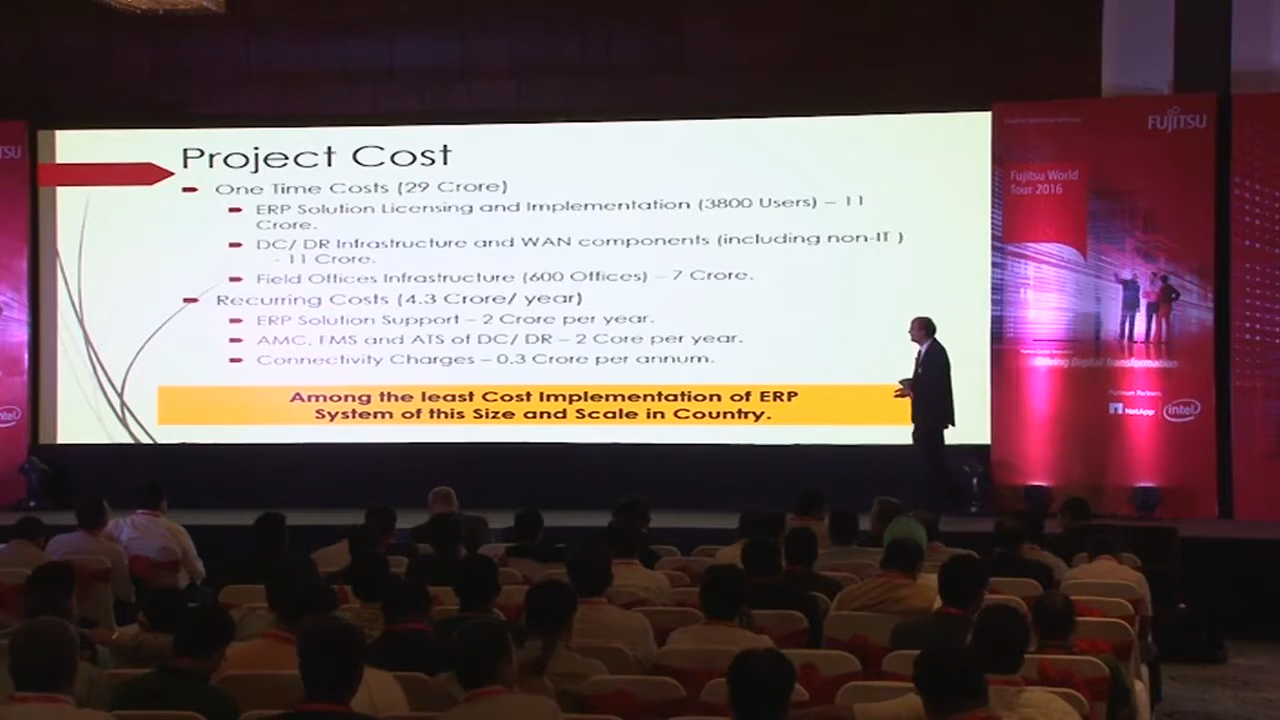 Project Cost
One Time Costs (29 Crore)
ERP Solution Licensing and Implementation (3800 Users) – 11
Crore.
DC/ DR Infrastructure and WAN components (including non-IT )
- 11 Crore.
Field Offices Infrastructure (600 Offices) – 7 Crore.
Recurring Costs (4.3 Crore/ year)
ERP Solution Support – 2 Crore per year.
AMC, FMS and ATS of DC/ DR – 2 Core per year.
Connectivity Charges – 0.3 Crore per annum.
Among the least Cost Implementation of ERP
System of this Size and Scale in Country.
TSU
intel
FUJITSU
Fujitsu World
Tour 2016
Driving Digital Transformation
Platinum Partners
NetApp
intel